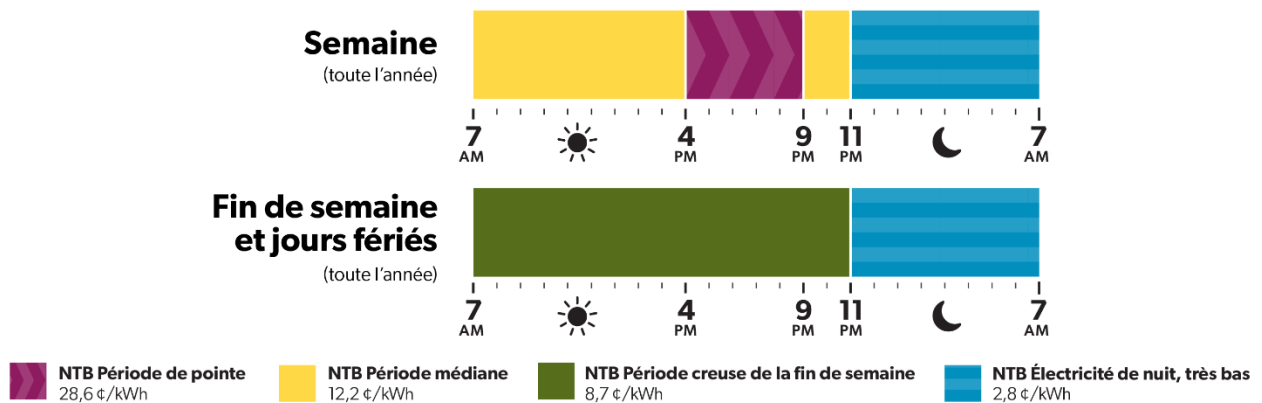 Semaine
(toute l'année)
7 4 9 11 7
AM PM PM PM AM
Fin de semaine
et jours fériés
(toute l'année)
7 4 9 11 7
AM PM PM PM AM
NTB Période de pointe
28,6 ¢/kWh
NTB Période médiane
12,2 ¢/kWh
NTB Période creuse de la fin de semaine
8,7 ¢/kWh
NTB Électricité de nuit, très bas
2,8 ¢/kWh